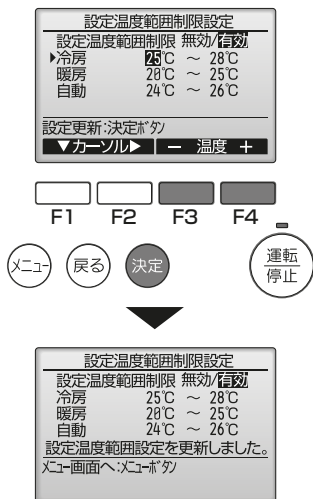 設定温度範囲制限設定
設定温度範囲制限 無効/有効
▶冷房 25℃ ～ 28℃
暖房 20℃ ～ 25℃
自動 24℃ ～ 26℃
設定更新:決定ボタン
▼カーソル▶ － 温度 ＋
F1 F2 F3 F4
メニュー 戻る 決定 運転
停止
設定温度範囲制限設定
設定温度範囲制限 無効/有効
冷房 25℃ ～ 28℃
暖房 20℃ ～ 25℃
自動 24℃ ～ 26℃
設定温度範囲設定を更新しました。
メニュー画面へ:メニューボタン